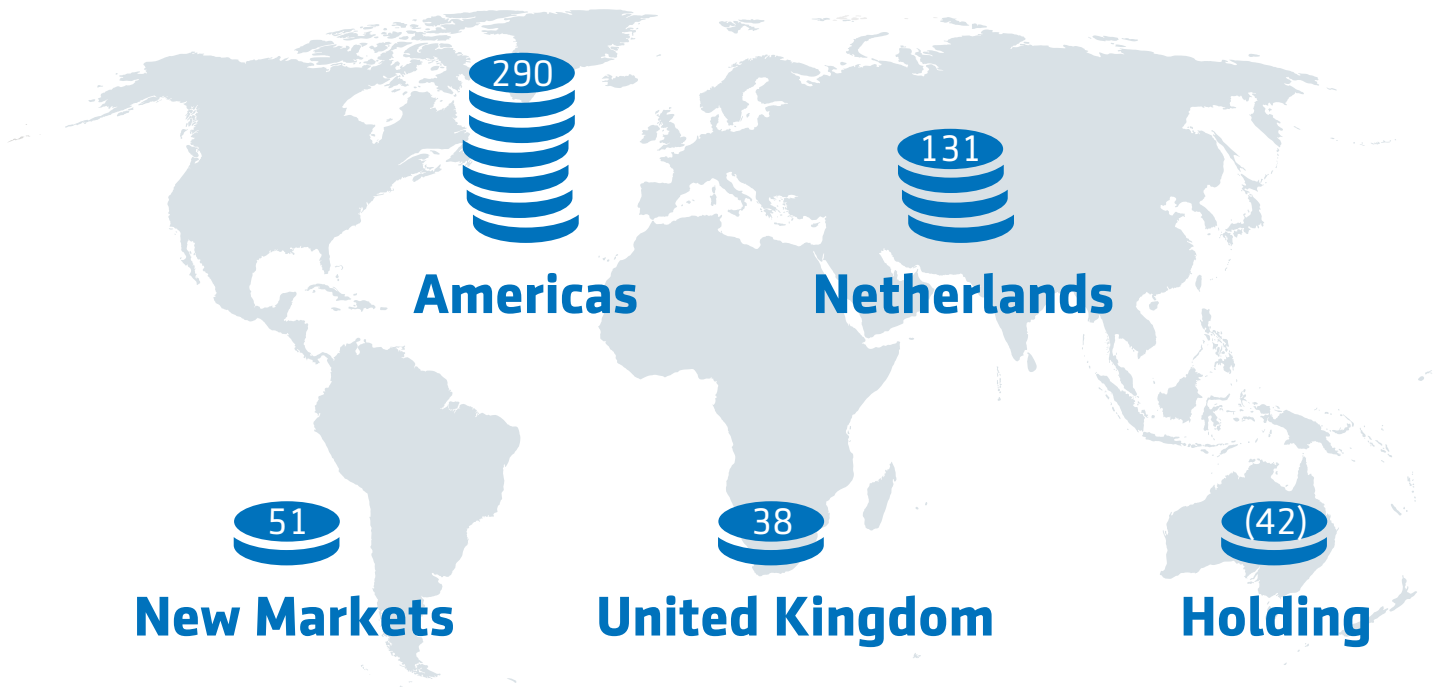 290
Americas
131
Netherlands
51
New Markets
38
United Kingdom
(42)
Holding